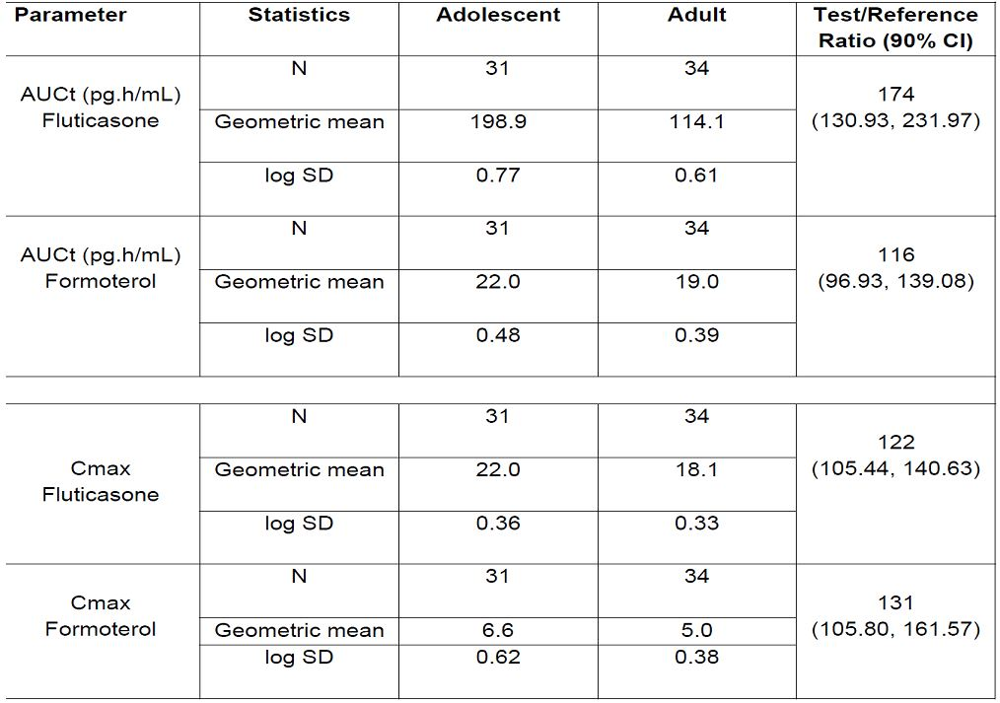 Parameter Statistics Adolescent Adult Test/Reference
Ratio (90% CI)
AUCt (pg.h/mL)
Fluticasone
N 31 34
Geometric mean 198.9 114.1
log SD 0.77 0.61
174
(130.93, 231.97)
AUCt (pg.h/mL)
Formoterol
N 31 34
Geometric mean 22.0 19.0
log SD 0.48 0.39
116
(96.93, 139.08)
Cmax
Fluticasone
N 31 34
Geometric mean 22.0 18.1
log SD 0.36 0.33
122
(105.44, 140.63)
Cmax
Formoterol
N 31 34
Geometric mean 6.6 5.0
log SD 0.62 0.38
131
(105.80, 161.57)